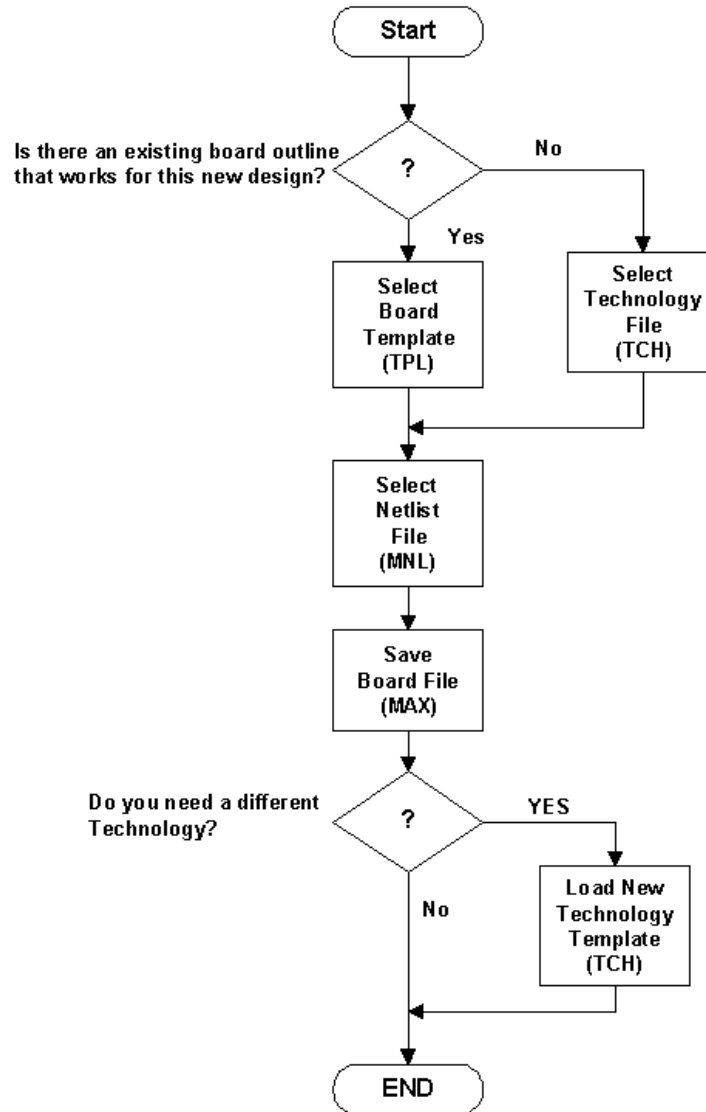 Start
Is there an existing board outline
that works for this new design?
?
No
Yes
Select
Board
Template
(TPL)
Select
Technology
File
(TCH)
Select
Netlist
File
(MNL)
Save
Board File
(MAX)
Do you need a different
Technology?
?
YES
No
Load New
Technology
Template
(TCH)
END